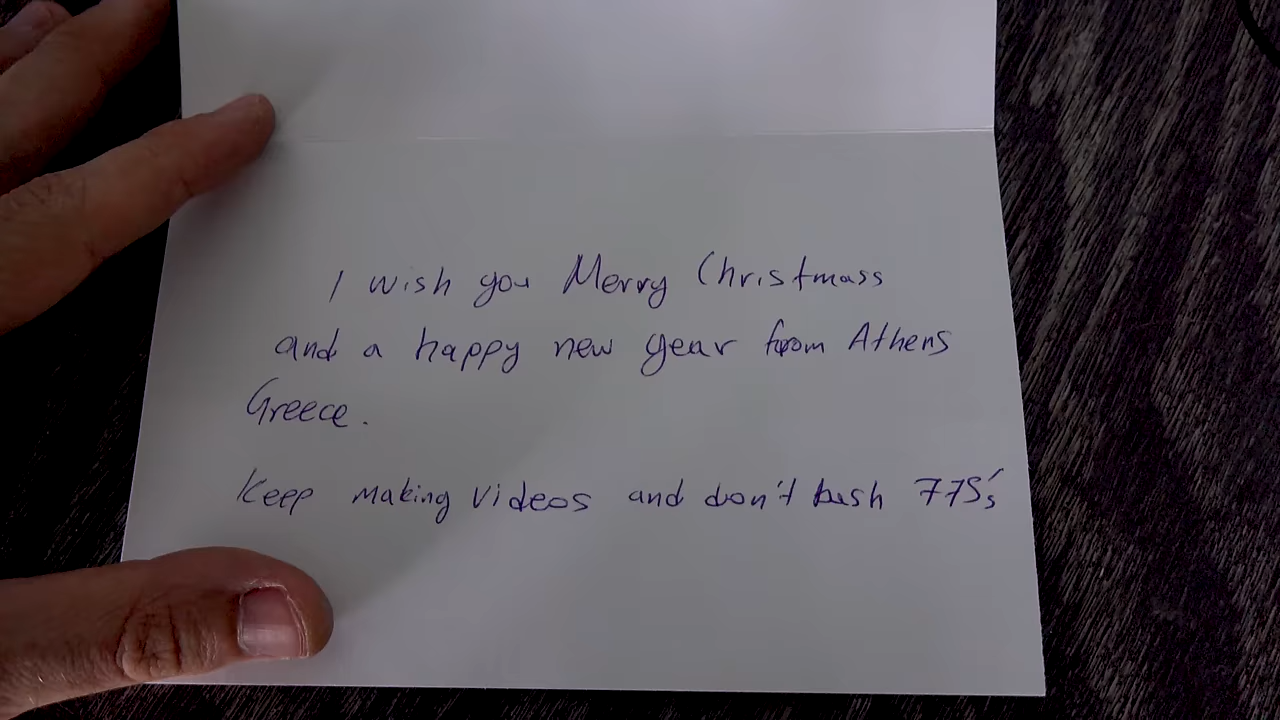 I wish you Merry Christmass
and a happy new year from Athens
Greece.
Keep making videos and don't bash 775's